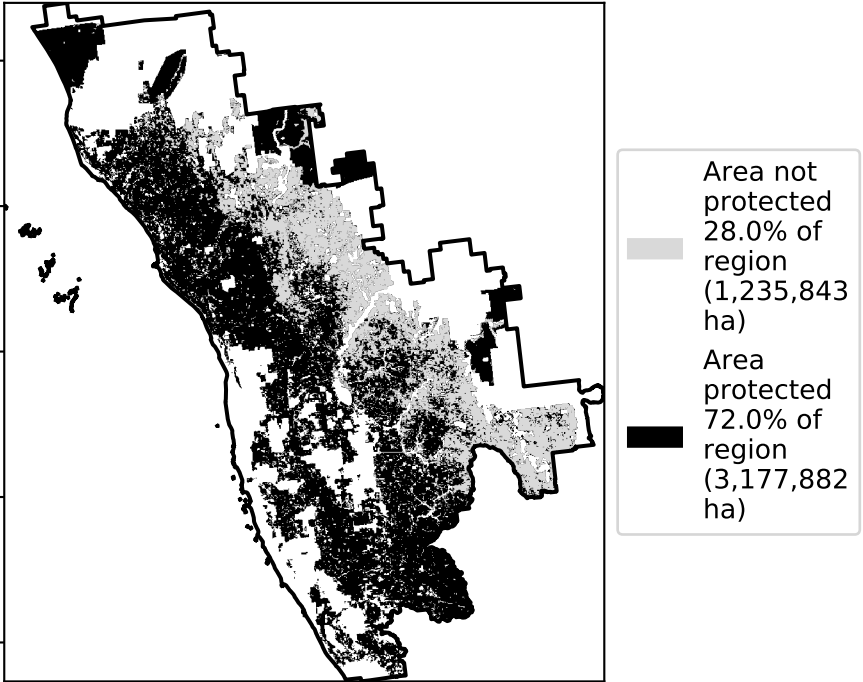 Area not
protected
28.0% of
region
(1,235,843
ha)
Area
protected
72.0% of
region
(3,177,882
ha)